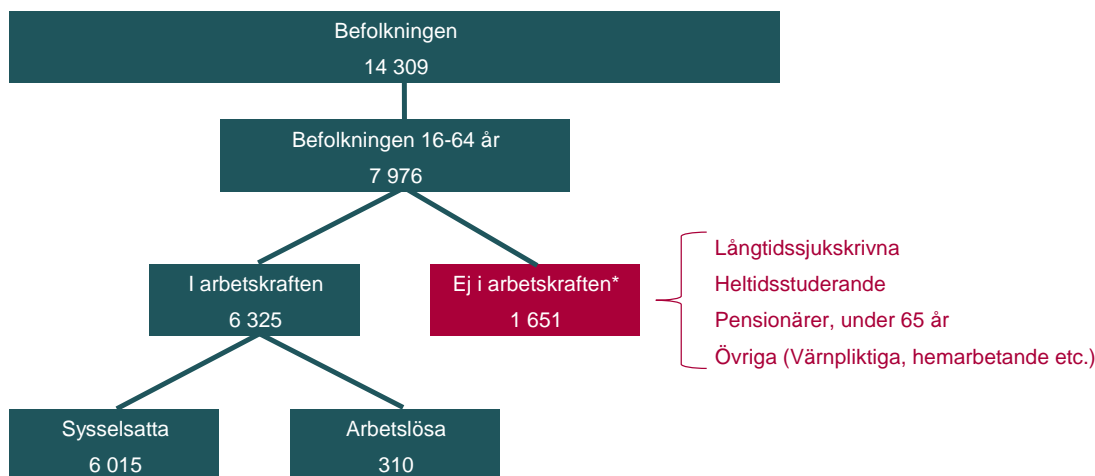 Befolkningen
14 309
Befolkningen 16-64 år
7 976
I arbetskraften
6 325
Ej i arbetskraften*
1 651
Långtidssjukskrivna
Heltidsstuderande
Pensionärer, under 65 år
Övriga (Värnpliktiga, hemarbetande etc.)
Sysselsatta
6 015
Arbetslösa
310